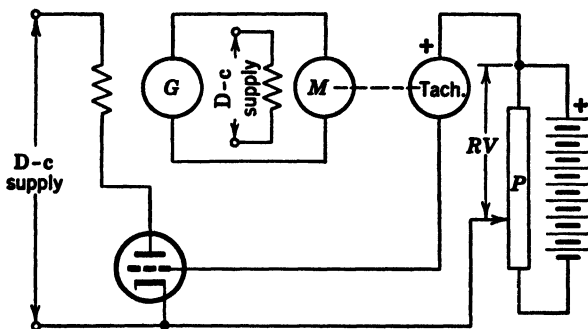 D-c
supply
G
D-c
supply
M
+
Tach.
RV
P
+